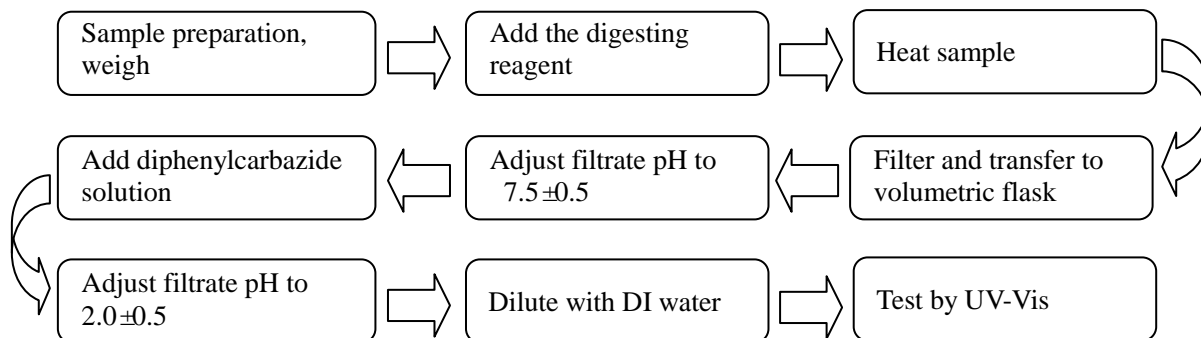 Sample preparation,
weigh
Add the digesting
reagent
Heat sample
Filter and transfer to
volumetric flask
Adjust filtrate pH to
7.5±0.5
Add diphenylcarbazide
solution
Adjust filtrate pH to
2.0±0.5
Dilute with DI water
Test by UV-Vis